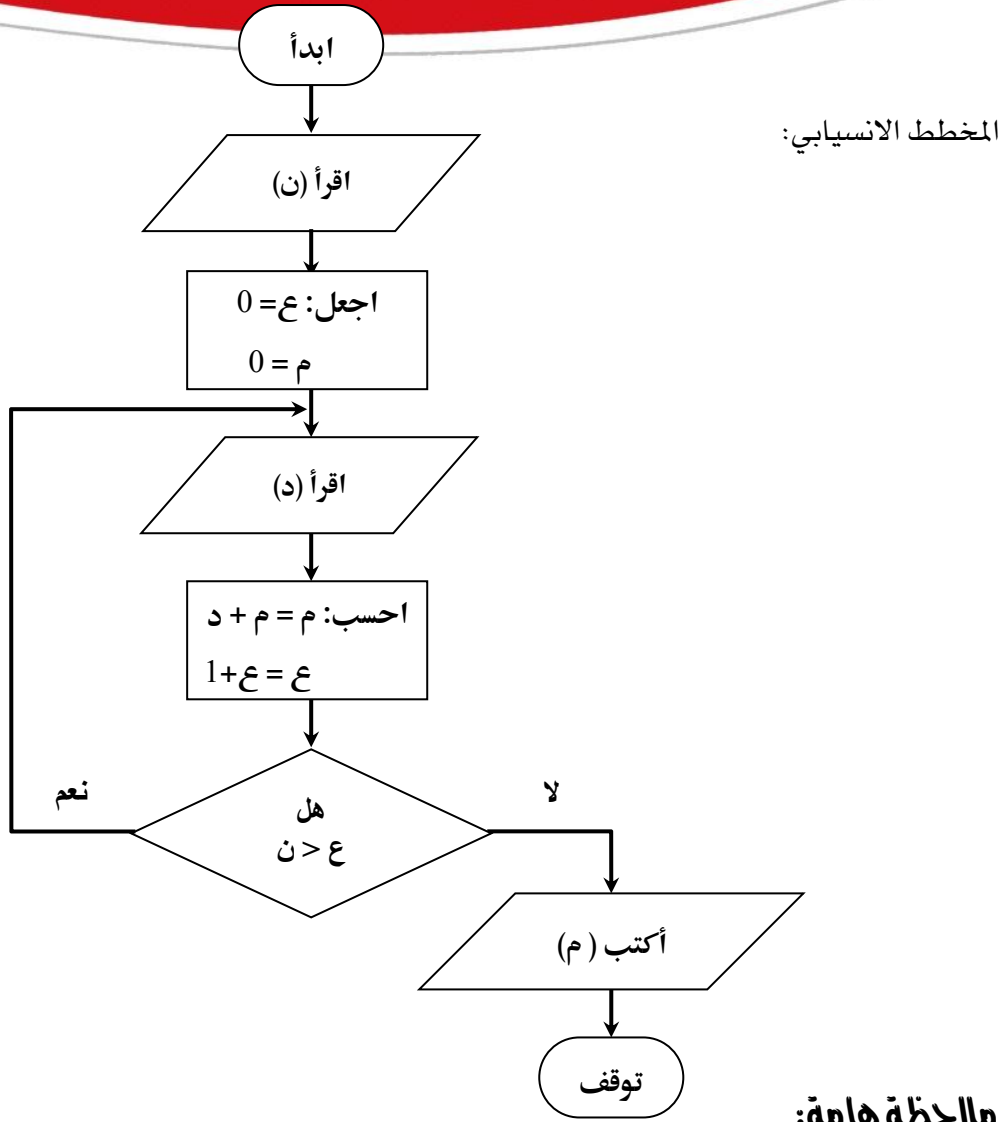 ابدأ
المخطط الانسيابي:
اقرأ (ن)
اجعل: ع= 0
م = 0
اقرأ (د)
احسب: م = م + د
ع = ع+1
نعم
هل
ع < ن
لا
أكتب ( م)
توقف
ملاحظة هامة: